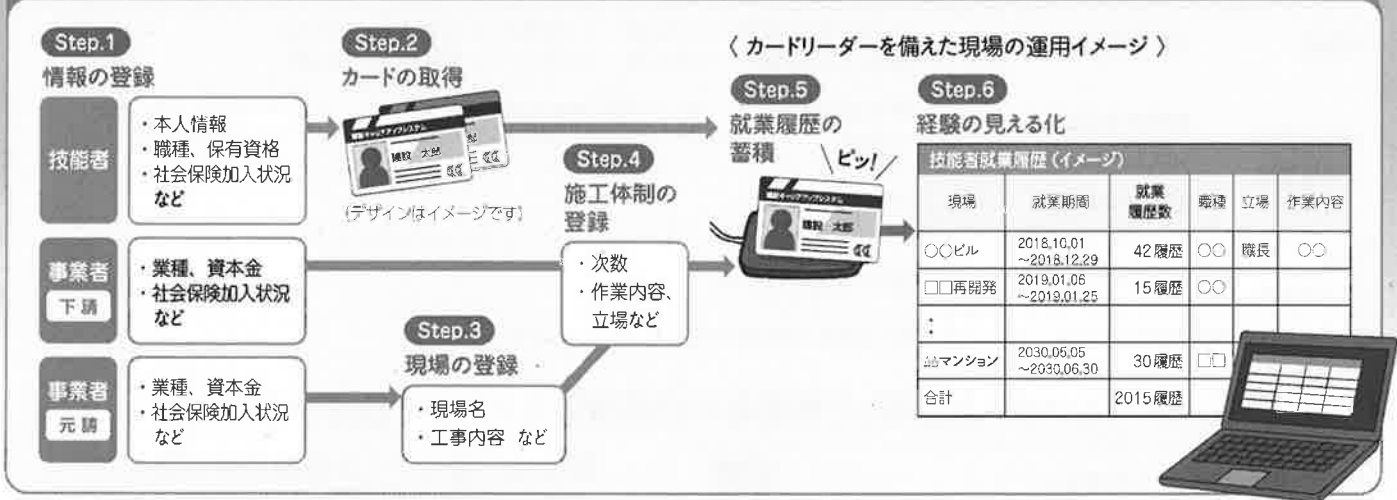 Step.1
情報の登録
技能者
・本人情報
・職種、保有資格
・社会保険加入状況
など
事業者
下請
・業種、資本金
・社会保険加入状況
など
事業者
元請
・業種、資本金
・社会保険加入状況
など
Step.2
カードの取得
建設 太郎
(デザインはイメージです)
Step.3
現場の登録
・現場名
・工事内容 など
Step.4
施工体制の
登録
・次数
・作業内容、
立場など
〈 カードリーダーを備えた現場の運用イメージ 〉
Step.5
就業履歴の
蓄積
ピッ!
建設 太郎
Step.6
経験の見える化
技能者就業履歴(イメージ)
現場 就業期間 就業 職種 立場 作業内容
履歴数
○○ビル 2018.10.01 42履歴 ○○ 職長 ○○
~2018.12.29
□□再開発 2019.01.06 15履歴 ○○
~2019.01.25
:
マンション 2030.05.05 30履歴 □□
~2030.06.30
合計 2015履歴